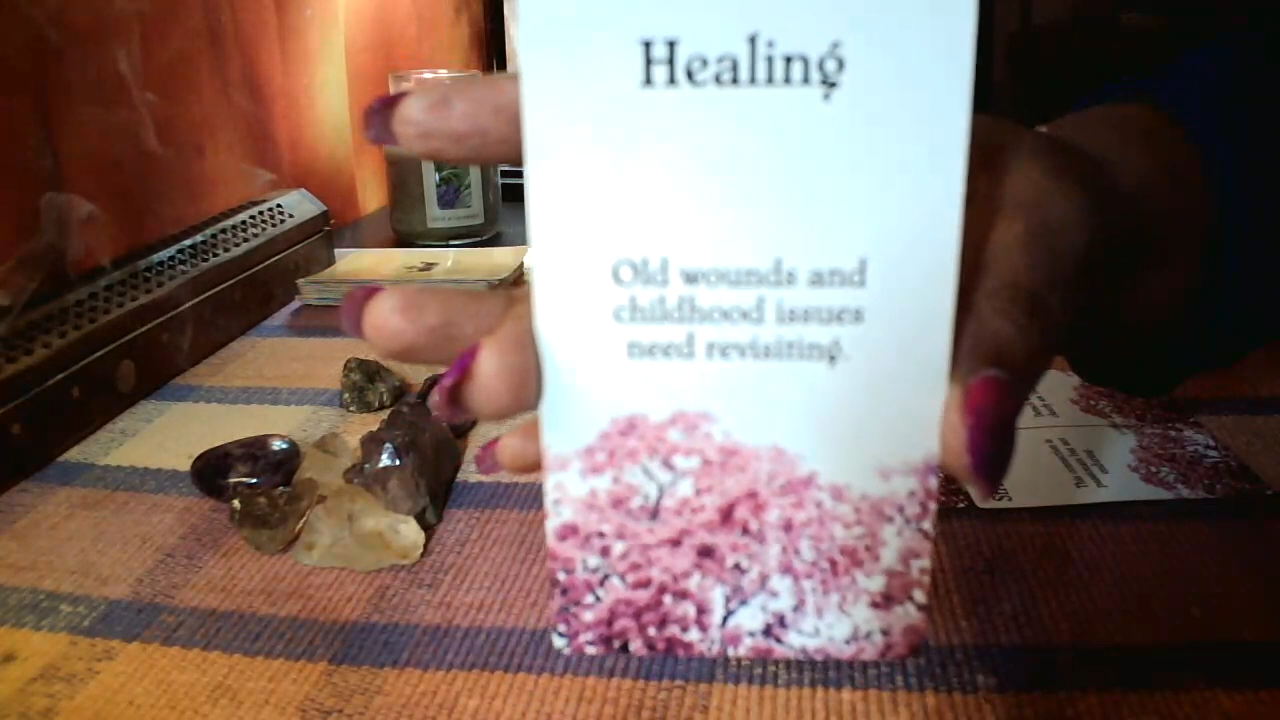 Healing
Old wounds and
childhood issues
need revisiting.